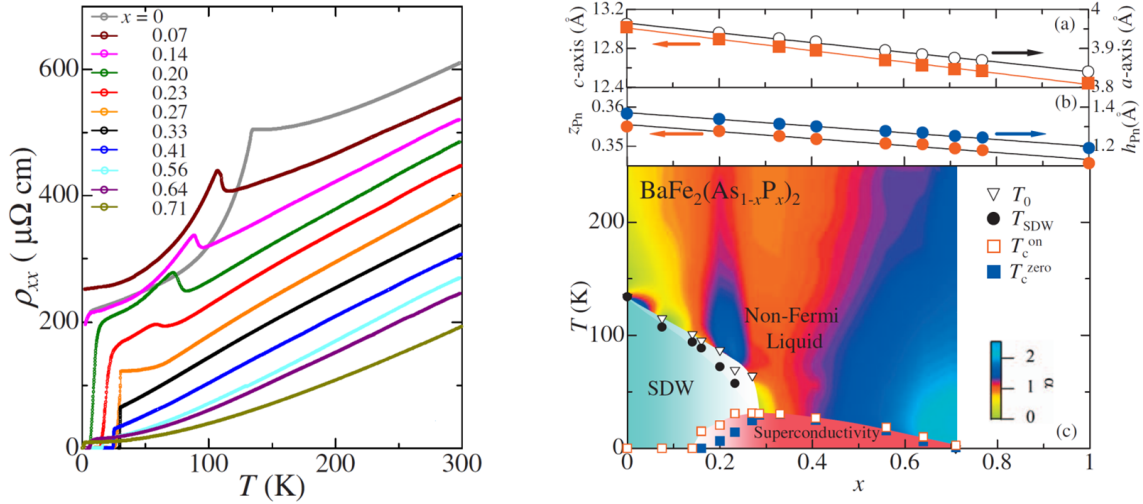 x = 0
0.07
0.14
0.20
0.23
0.27
0.33
0.41
0.56
0.64
0.71
600
400
200
0
ρxx ( μΩ cm)
0 100 200 300
T (K)
13.2
12.8
12.4
c-axis (Å)
(a)
4
3.9
3.8
a-axis (Å)
0.36
0.35
zPn
(b)
1.4
1.2
hPn(Å)
BaFe2(As1-xPx)2
T0
TSDW
Tc on
Tc zero
200
100
0
T (K)
Non-Fermi
Liquid
SDW
Superconductivity
2
1
0
α
(c)
0 0.2 0.4 0.6 0.8 1
x